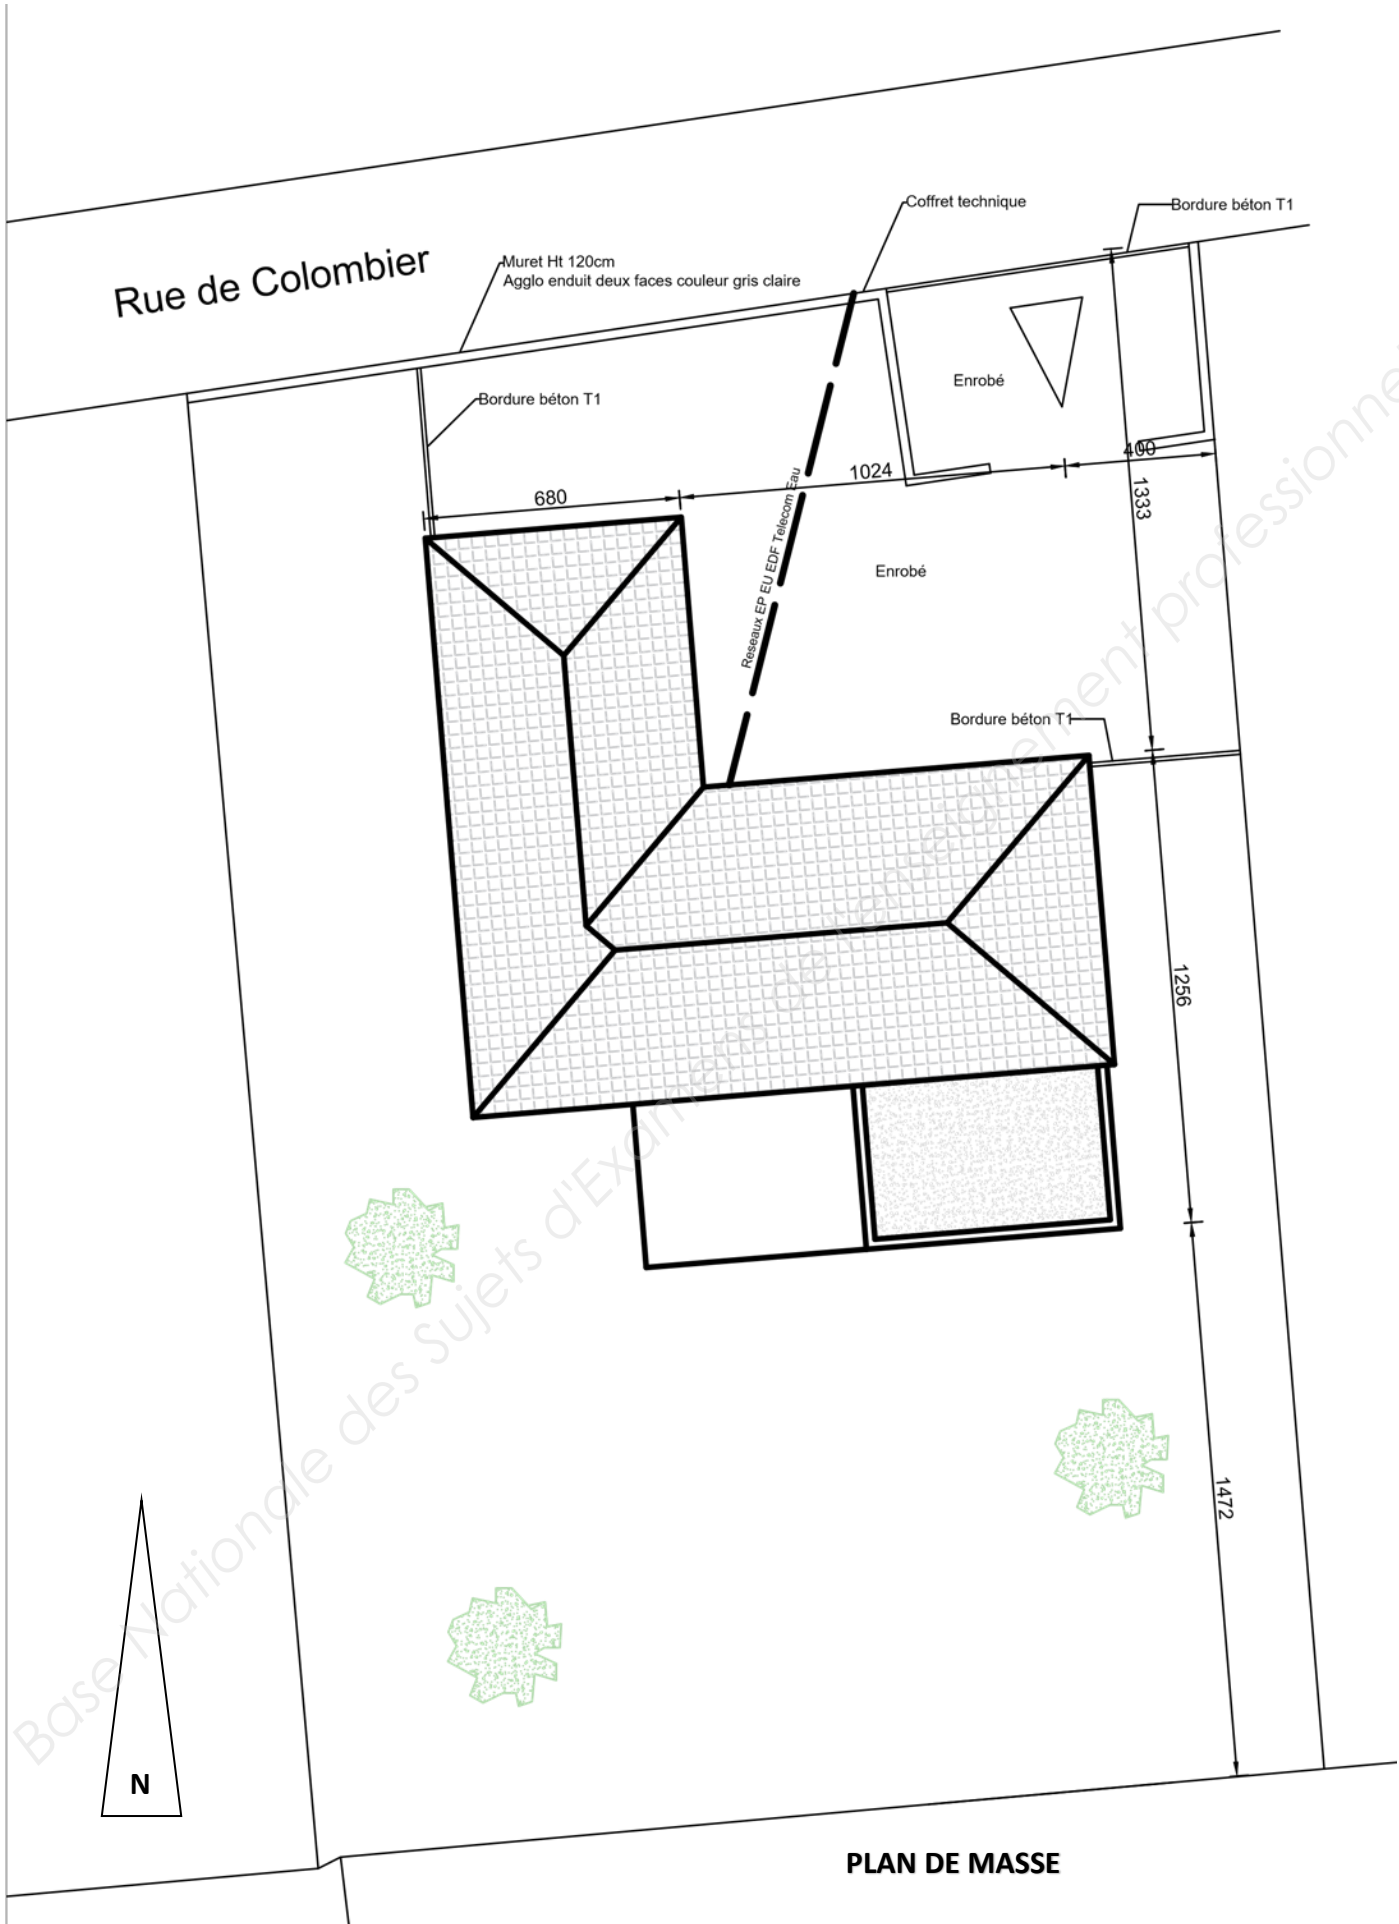 Coffret technique
Bordure béton T1
Rue de Colombier
Muret Ht 120cm
Agglo enduit deux faces couleur gris claire
Enrobé
Bordure béton T1
400
1024
680
1333
Reseaux EP EU EDF Telecom Eau
Enrobé
Bordure béton T1
1256
1472
N
PLAN DE MASSE
Base Nationale des Sujets d'Examens de l'enseignement professionne